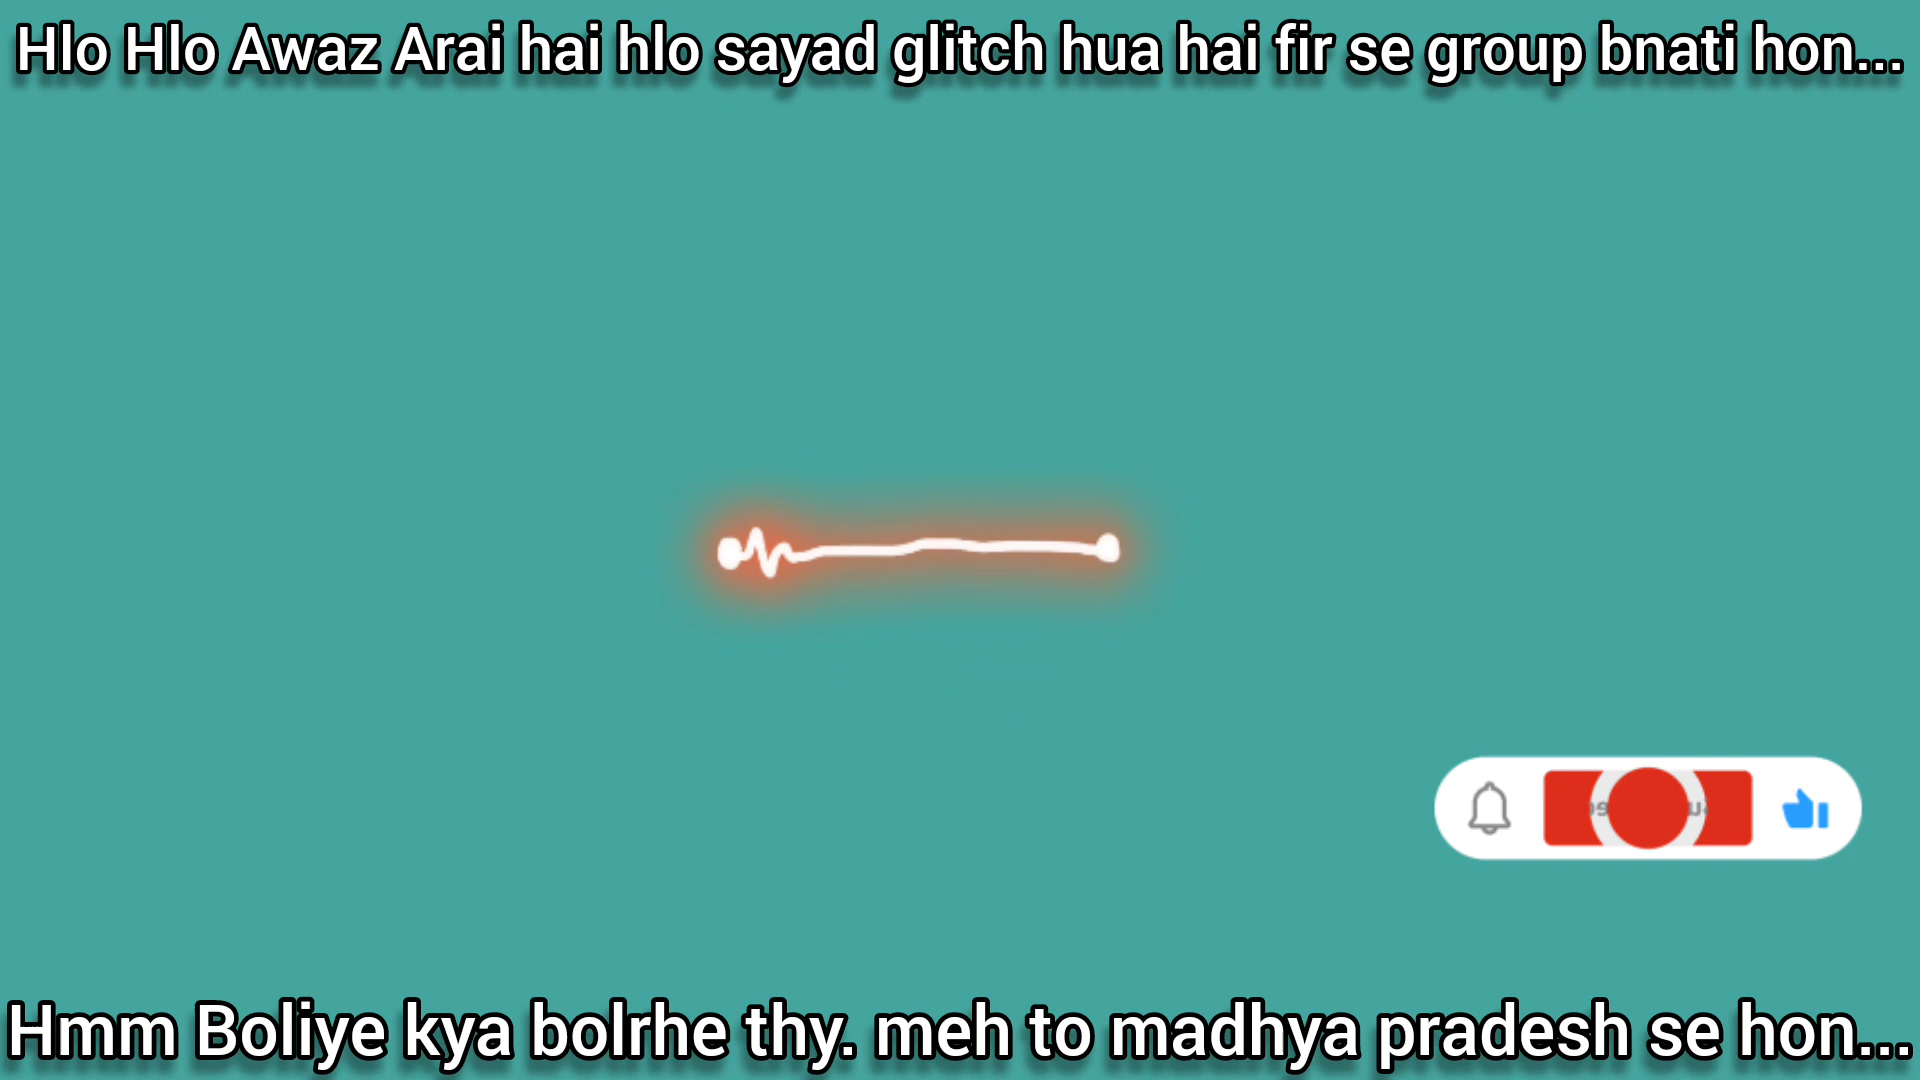 Hlo Hlo Awaz Arai hai hlo sayad glitch hua hai fir se group bnati hon...
Hmm Boliye kya bolrhe thy. meh to madhya pradesh se hon...